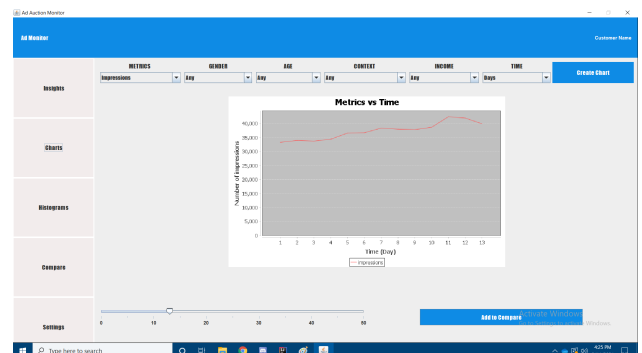 Ad Auction Monitor
Ad Monitor
Customer Name
METRICS GENDER AGE CONTEXT INCOME TIME
Impressions Any Any Any Any Days
Create Chart
Insights
Charts
Histograms
Compare
Settings
Metrics vs Time
Number of Impressions
40,000
35,000
30,000
25,000
20,000
15,000
10,000
5,000
0
1 2 3 4 5 6 7 8 9 10 11 12 13
Time (Day)
Impressions
0 10 20 30 40 50
Add to Compare
Activate Windows
Type here to search
4:25 PM